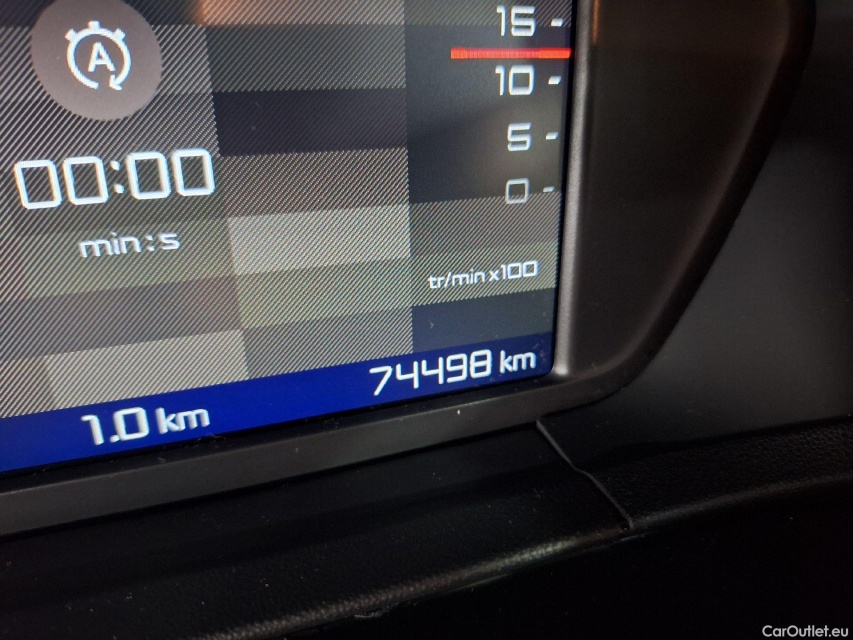 A
15 -
10 -
5 -
0 -
00:00
min:s
tr/min x100
74498 km
1.0 km
CarOutlet.eu